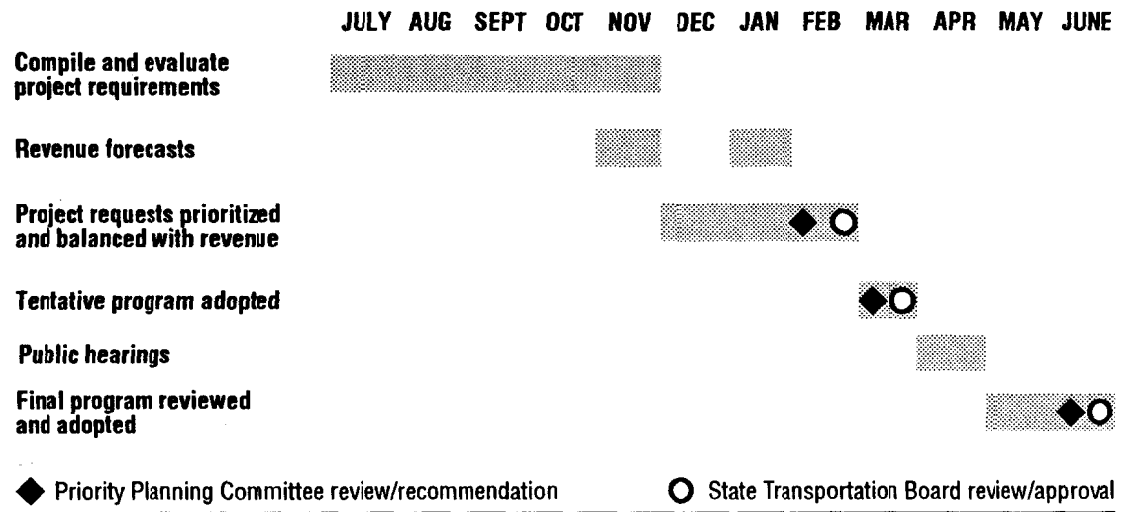 JULY AUG SEPT OCT NOV DEC JAN FEB MAR APR MAY JUNE
Compile and evaluate
project requirements
Revenue forecasts
Project requests prioritized
and balanced with revenue
Tentative program adopted
Public hearings
Final program reviewed
and adopted
Priority Planning Committee review/recommendation
State Transportation Board review/approval